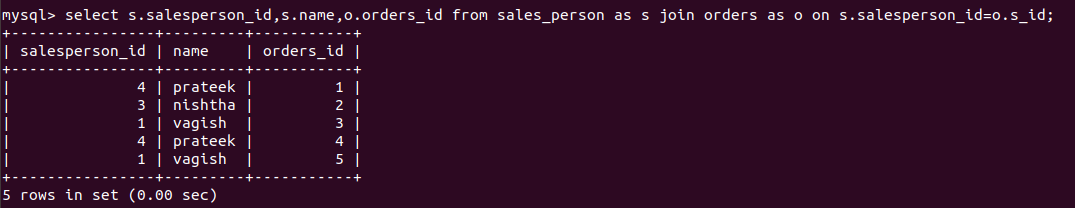 mysql> select s.salesperson_id,s.name,o.orders_id from sales_person as s join orders as o on s.salesperson_id=o.s_id;
+----------------+---------+-----------+
| salesperson_id | name    | orders_id |
+----------------+---------+-----------+
|              4 | prateek |         1 |
|              3 | nishtha |         2 |
|              1 | vagish  |         3 |
|              4 | prateek |         4 |
|              1 | vagish  |         5 |
+----------------+---------+-----------+
5 rows in set (0.00 sec)